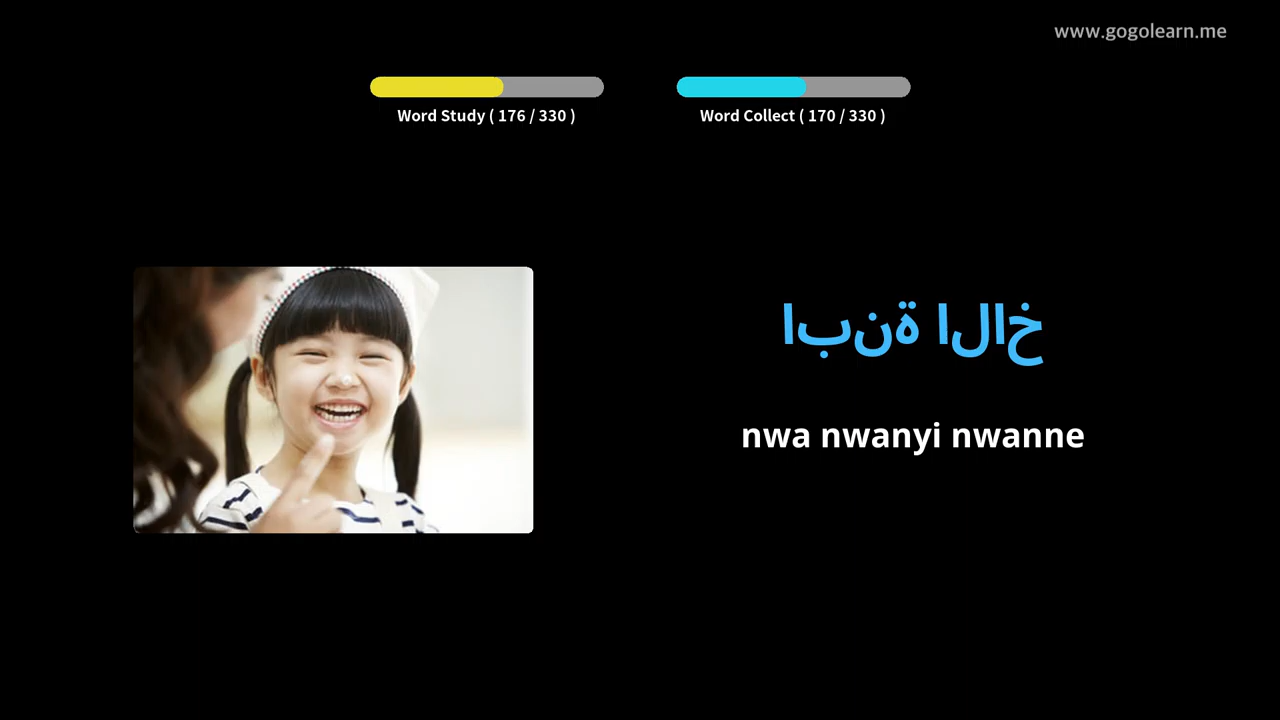 www.gogolearn.me
Word Study ( 176 / 330 )
Word Collect ( 170 / 330 )
ابنة الاخ
nwa nwanyi nwanne